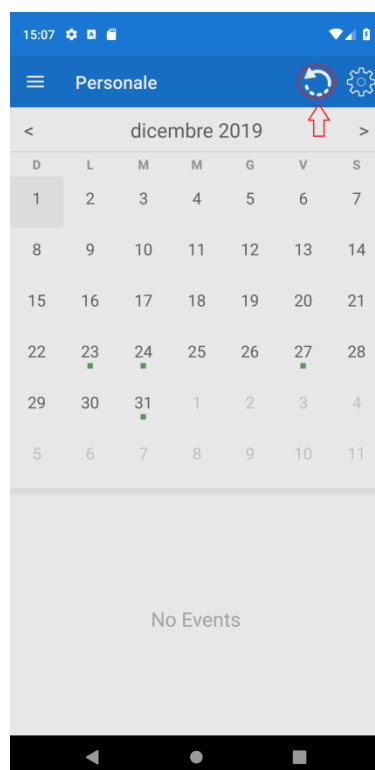 15:07
Personale
< dicembre 2019 >
D L M M G V S
1 2 3 4 5 6 7
8 9 10 11 12 13 14
15 16 17 18 19 20 21
22 23 24 25 26 27 28
29 30 31 1 2 3 4
5 6 7 8 9 10 11
No Events